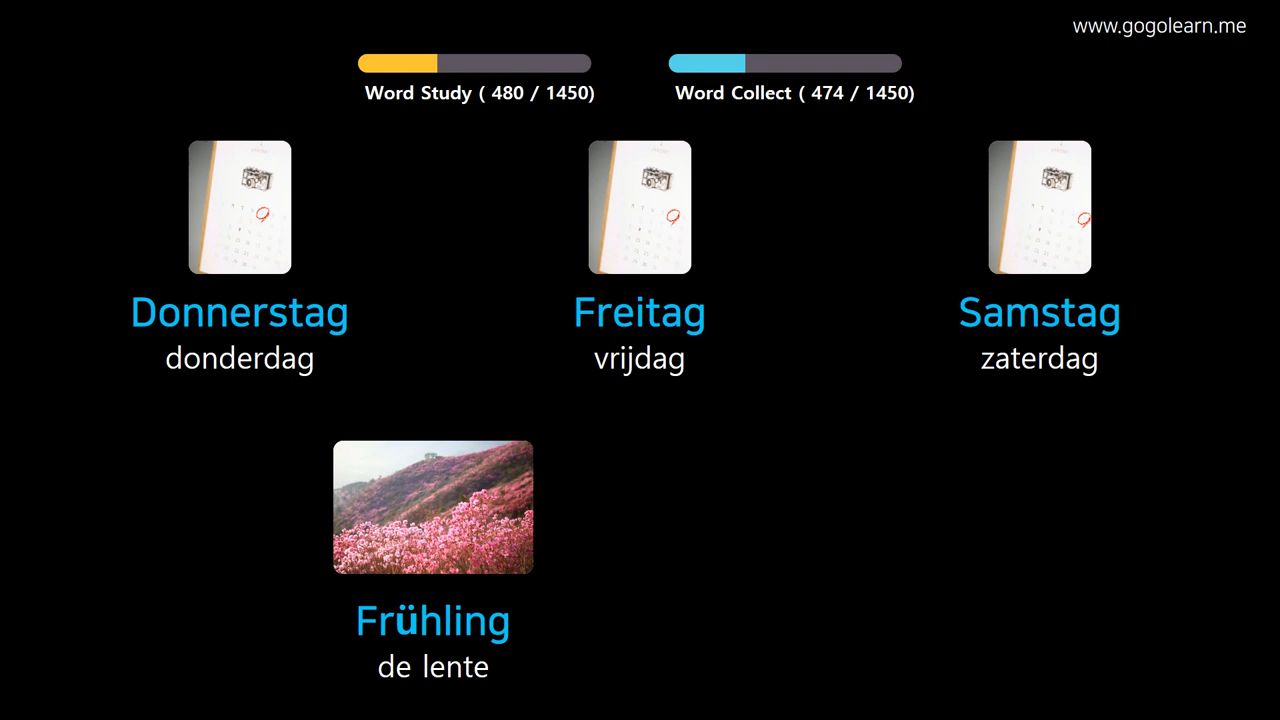 www.gogolearn.me
Word Study ( 480 / 1450)
Word Collect ( 474 / 1450)
Donnerstag
donderdag
Freitag
vrijdag
Samstag
zaterdag
Frühling
de lente